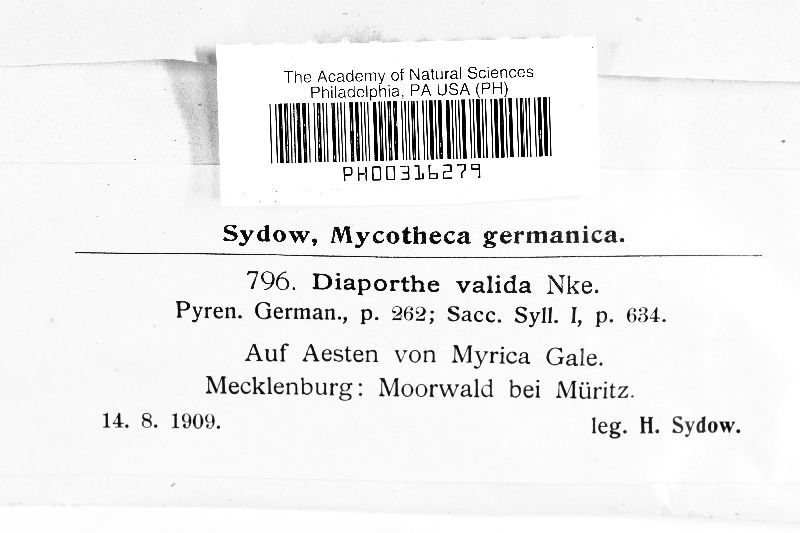 The Academy of Natural Sciences
Philadelphia, PA USA (PH)
PH00316279
Sydow, Mycotheca germanica.
796. Diaporthe valida Nke.
Pyren. German., p. 262; Sacc. Syll. I, p. 634.
Auf Aesten von Myrica Gale.
Mecklenburg: Moorwald bei Müritz.
14. 8. 1909. leg. H. Sydow.